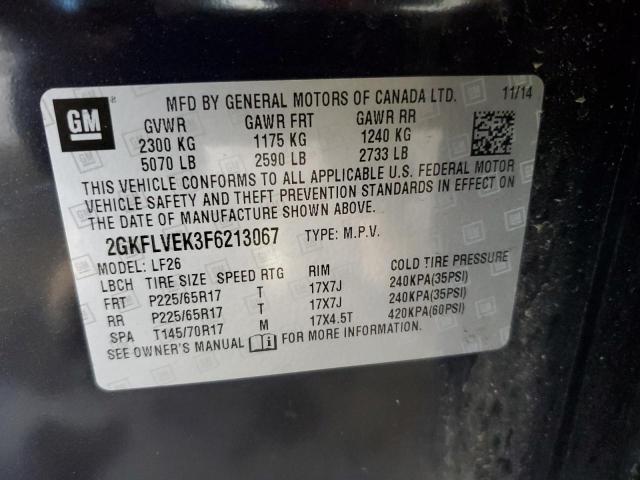 GM
MFD BY GENERAL MOTORS OF CANADA LTD. 11/14
GVWR GAWR FRT GAWR RR
2300 KG 1175 KG 1240 KG
5070 LB 2590 LB 2733 LB
THIS VEHICLE CONFORMS TO ALL APPLICABLE U.S. FEDERAL MOTOR
VEHICLE SAFETY AND THEFT PREVENTION STANDARDS IN EFFECT ON
THE DATE OF MANUFACTURE SHOWN ABOVE.
2GKFLVEK3F6213067 TYPE: M.P.V.
MODEL: LF26
LBCH TIRE SIZE SPEED RTG RIM COLD TIRE PRESSURE
FRT P225/65R17 T 17X7J 240KPA(35PSI)
RR P225/65R17 T 17X7J 240KPA(35PSI)
SPA T145/70R17 M 17X4.5T 420KPA(60PSI)
SEE OWNER'S MANUAL FOR MORE INFORMATION.